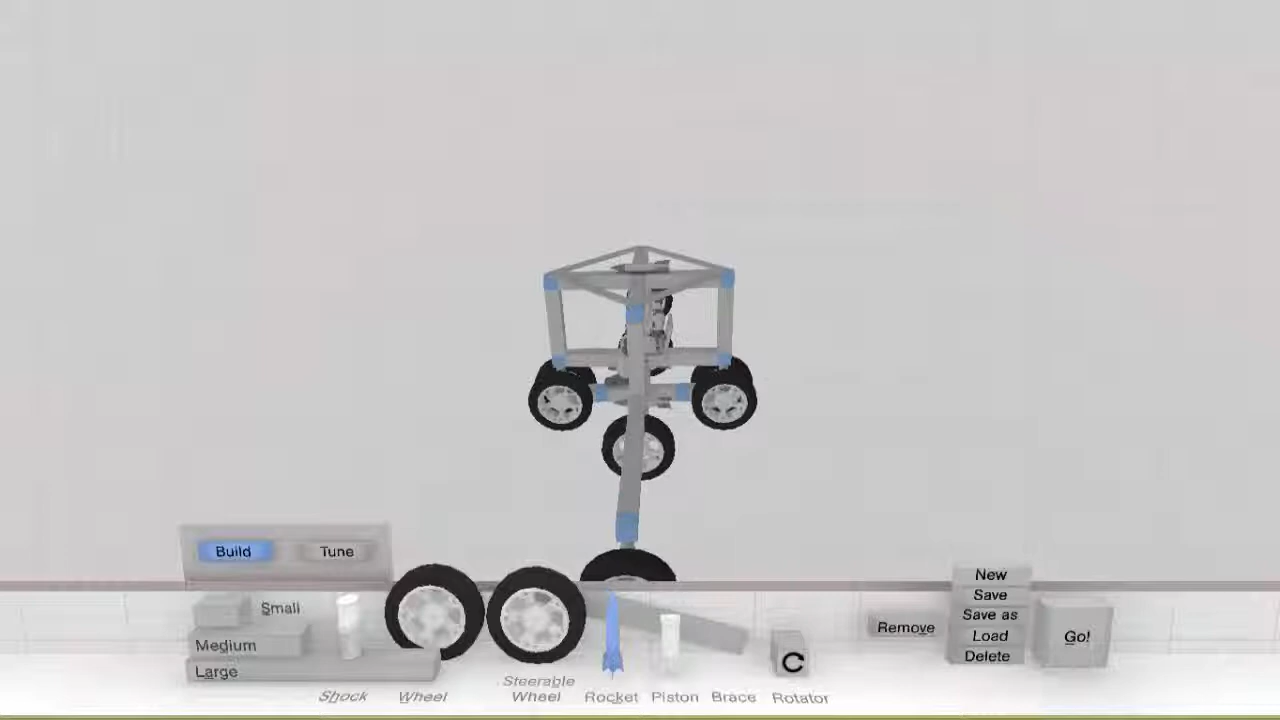 Build
Tune
Small
Medium
Large
Shock
Wheel
Steerable
Wheel
Rocket
Piston
Brace
Rotator
C
Remove
New
Save
Save as
Load
Delete
Go!